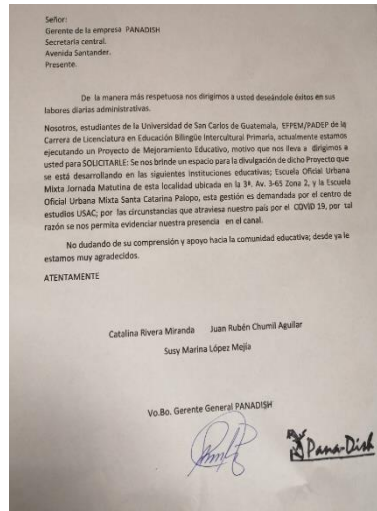 Señor:
Gerente de la empresa PANADISH
Secretaria central.
Avenida Santander.
Presente.
De la manera más respetuosa nos dirigimos a usted deseándole éxitos en sus
labores diarias administrativas.
Nosotros, estudiantes de la Universidad de San Carlos de Guatemala, EFPEM/PADEP de la
Carrera de Licenciatura en Educación Bilingüe Intercultural Primaria, actualmente estamos
ejecutando un Proyecto de Mejoramiento Educativo, motivo que nos lleva a dirigirnos a
usted para SOLICITARLE: Se nos brinde un espacio para la divulgación de dicho Proyecto que
se está desarrollando en las siguientes instituciones educativas; Escuela Oficial Urbana
Mixta Jornada Matutina de esta localidad ubicada en la 3ª. Av. 3-65 Zona 2, y la Escuela
Oficial Urbana Mixta Santa Catarina Palopo, esta gestión es demandada por el centro de
estudios USAC; por las circunstancias que atraviesa nuestro país por el COVID 19, por tal
razón se nos permita evidenciar nuestra presencia en el canal.
No dudando de su comprensión y apoyo hacia la comunidad educativa; desde ya le
estamos muy agradecidos.
ATENTAMENTE
Catalina Rivera Miranda Juan Rubén Chumil Aguilar
Susy Marina López Mejía
Vo.Bo. Gerente General PANADISH
Pana-Dish